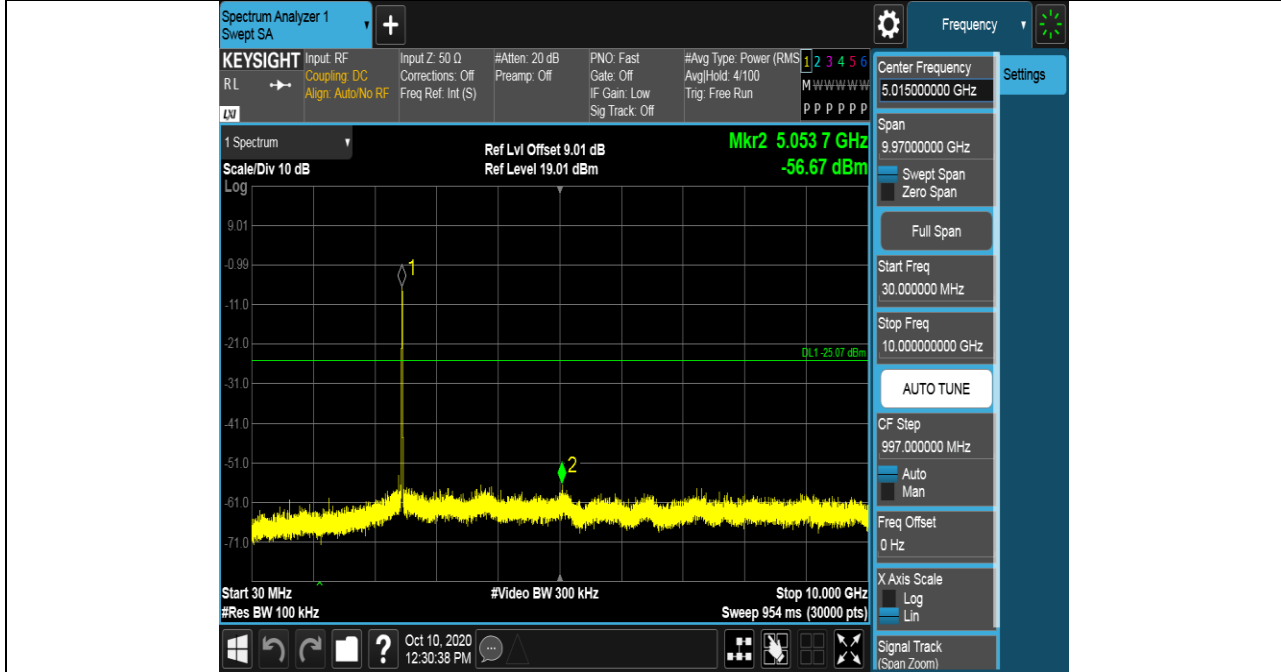 Spectrum Analyzer 1
Swept SA
+
Frequency
KEYSIGHT
RL
LXI
Input: RF
Coupling: DC
Align: Auto/No RF
Input Z: 50 Ω
Corrections: Off
Freq Ref: Int (S)
#Atten: 20 dB
Preamp: Off
PNO: Fast
Gate: Off
IF Gain: Low
Sig Track: Off
#Avg Type: Power (RMS
Avg|Hold: 4/100
Trig: Free Run
1 2 3 4 5 6
M W W W W W
P P P P P P
1 Spectrum
Scale/Div 10 dB
Log
Ref Lvl Offset 9.01 dB
Ref Level 19.01 dBm
Mkr2 5.053 7 GHz
-56.67 dBm
9.01
-0.99
-11.0
-21.0
-31.0
-41.0
-51.0
-61.0
-71.0
1
2
DL1 -25.07 dBm
Start 30 MHz
#Res BW 100 kHz
#Video BW 300 kHz
Stop 10.000 GHz
Sweep 954 ms (30000 pts)
Center Frequency
5.015000000 GHz
Settings
Span
9.97000000 GHz
Swept Span
Zero Span
Full Span
Start Freq
30.000000 MHz
Stop Freq
10.000000000 GHz
AUTO TUNE
CF Step
997.000000 MHz
Auto
Man
Freq Offset
0 Hz
X Axis Scale
Log
Lin
Signal Track
(Span Zoom)
?
Oct 10, 2020
12:30:38 PM